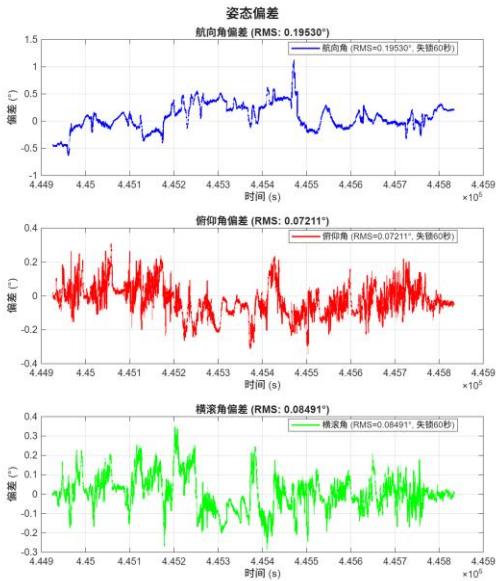 姿态偏差
航向角偏差 (RMS: 0.19530°)
航向角 (RMS=0.19530°, 失锁60秒)
1.5
1
0.5
0
-0.5
-1
偏差 (°)
4.449 4.45 4.451 4.452 4.453 4.454 4.455 4.456 4.457 4.458 4.459
时间 (s)
×10⁵
俯仰角偏差 (RMS: 0.07211°)
俯仰角 (RMS=0.07211°, 失锁60秒)
0.4
0.2
0
-0.2
-0.4
偏差 (°)
4.449 4.45 4.451 4.452 4.453 4.454 4.455 4.456 4.457 4.458 4.459
时间 (s)
×10⁵
横滚角偏差 (RMS: 0.08491°)
横滚角 (RMS=0.08491°, 失锁60秒)
0.4
0.3
0.2
0.1
0
-0.1
-0.2
-0.3
偏差 (°)
4.449 4.45 4.451 4.452 4.453 4.454 4.455 4.456 4.457 4.458 4.459
时间 (s)
×10⁵